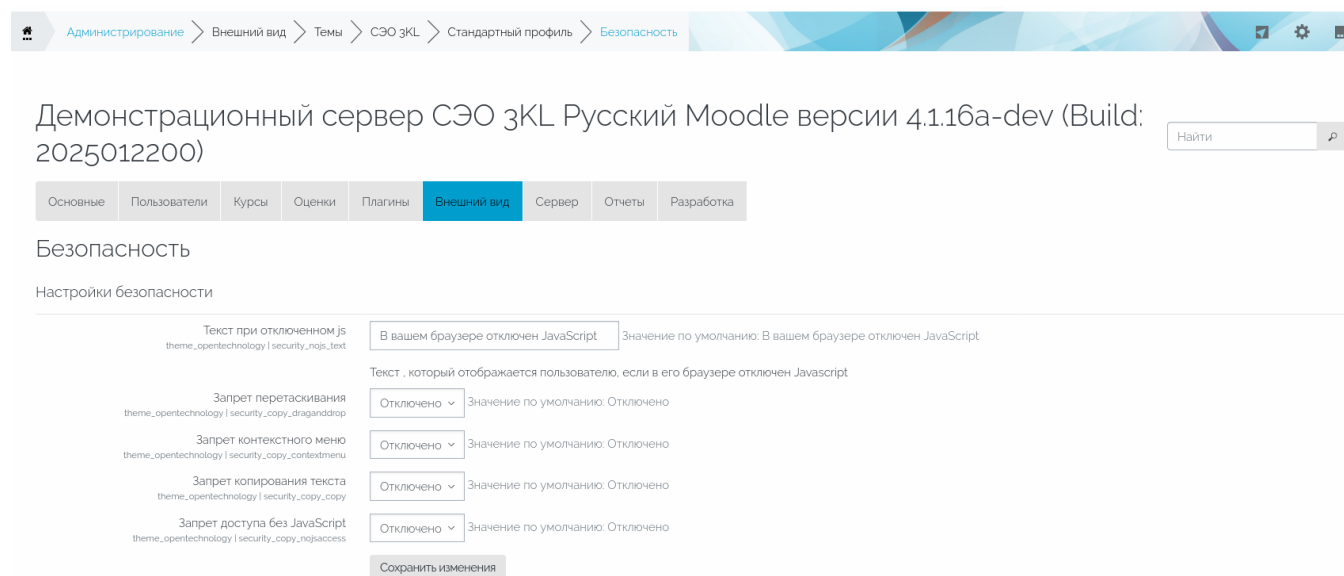 Администрирование Внешний вид Темы СЭО 3KL Стандартный профиль Безопасность
Демонстрационный сервер СЭО 3KL Русский Moodle версии 4.1.16a-dev (Build:
2025012200)
Найти
Основные Пользователи Курсы Оценки Плагины Внешний вид Сервер Отчеты Разработка
Безопасность
Настройки безопасности
Текст при отключенном js
theme_opentechnology | security_nojs_text
В вашем браузере отключен JavaScript Значение по умолчанию: В вашем браузере отключен JavaScript
Текст , который отображается пользователю, если в его браузере отключен Javascript
Запрет перетаскивания
theme_opentechnology | security_copy_draganddrop
Отключено Значение по умолчанию: Отключено
Запрет контекстного меню
theme_opentechnology | security_copy_contextmenu
Отключено Значение по умолчанию: Отключено
Запрет копирования текста
theme_opentechnology | security_copy_copy
Отключено Значение по умолчанию: Отключено
Запрет доступа без JavaScript
theme_opentechnology | security_copy_nojsaccess
Отключено Значение по умолчанию: Отключено
Сохранить изменения